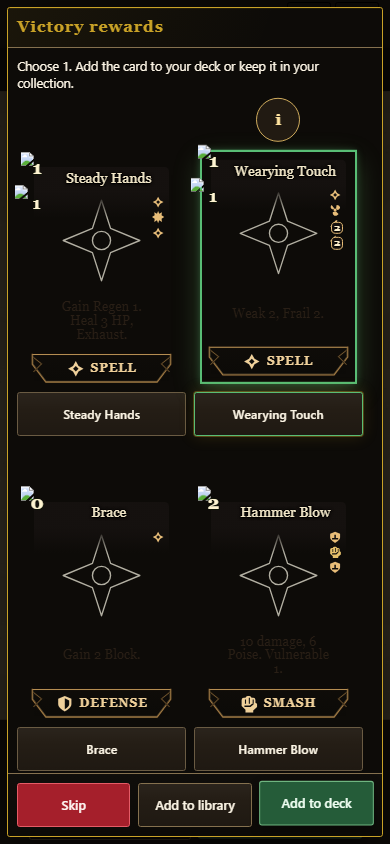 Victory rewards
Choose 1. Add the card to your deck or keep it in your
collection.
i
1
Steady Hands
1
Gain Regen 1.
Heal 3 HP,
Exhaust.
SPELL
Steady Hands
1
Wearying Touch
1
2
2
Weak 2, Frail 2.
SPELL
Wearying Touch
0
Brace
Gain 2 Block.
DEFENSE
Brace
2
Hammer Blow
10 damage, 6
Poise, Vulnerable
1.
SMASH
Hammer Blow
Skip
Add to library
Add to deck